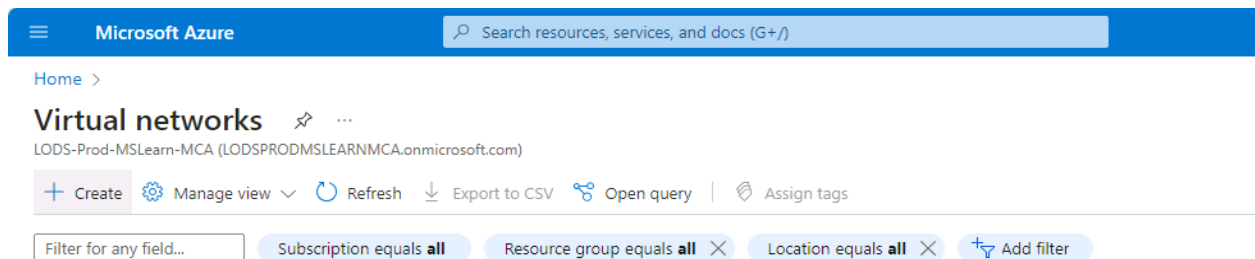 Microsoft Azure Search resources, services, and docs (G+/)
Home >
Virtual networks ...
LODS-Prod-MSLearn-MCA (LODSPRODMSLEARNMCA.onmicrosoft.com)
+ Create Manage view Refresh Export to CSV Open query Assign tags
Filter for any field... Subscription equals all Resource group equals all Location equals all Add filter